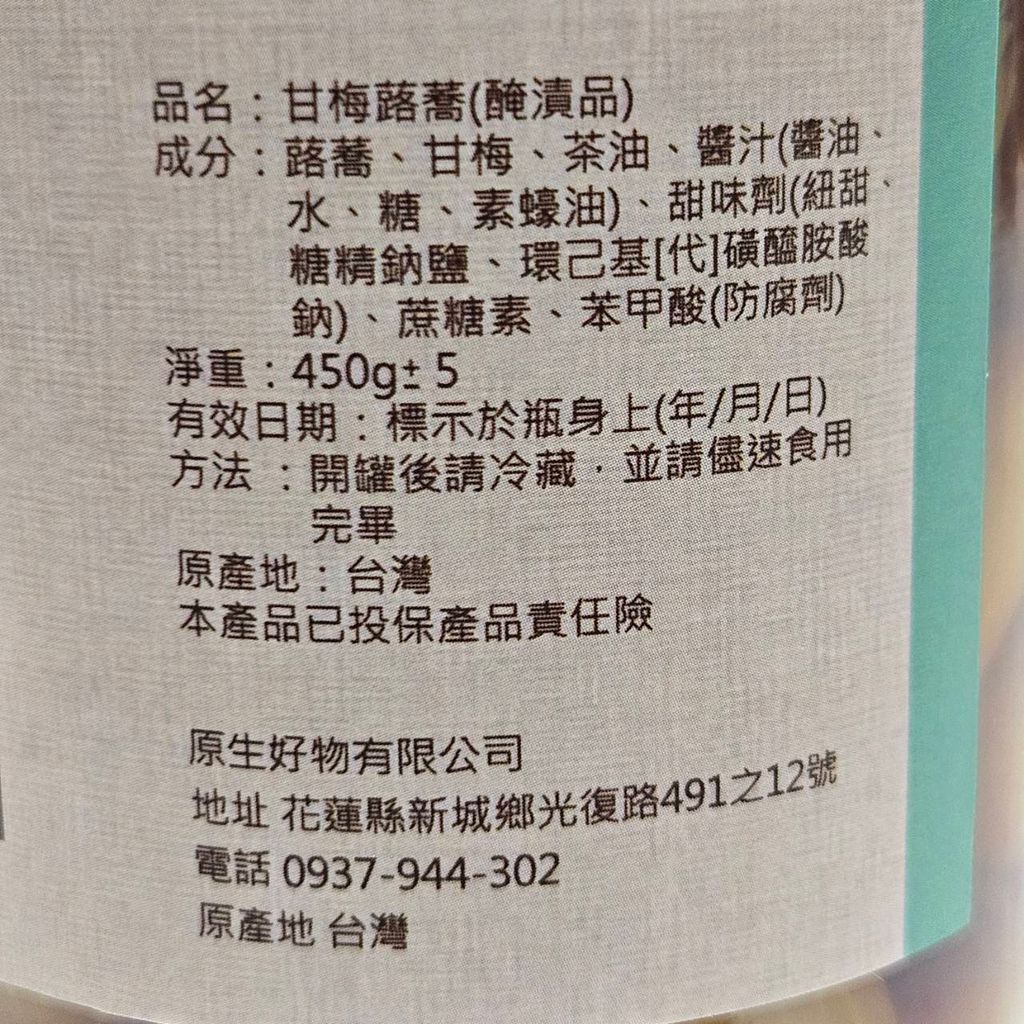 品名：甘梅蕗蕎(醃漬品)
成分：蕗蕎、甘梅、茶油、醬汁(醬油、
水、糖、素蠔油)、甜味劑(紐甜、
糖精鈉鹽、環己基[代]磺醯胺酸
鈉)、蔗糖素、苯甲酸(防腐劑)
淨重：450g± 5
有效日期：標示於瓶身上(年/月/日)
方法 ：開罐後請冷藏，並請儘速食用
完畢
原產地：台灣
本產品已投保產品責任險
原生好物有限公司
地址 花蓮縣新城鄉光復路491之12號
電話 0937-944-302
原產地 台灣